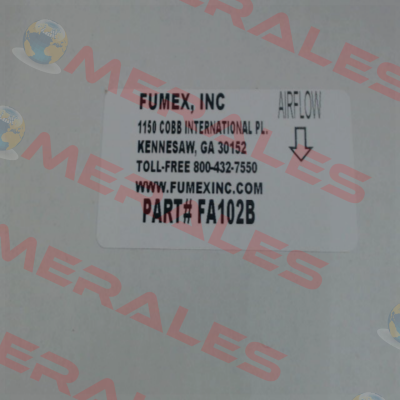 FUMEX, INC
1150 COBB INTERNATIONAL PL.
KENNESAW, GA 30152
TOLL-FREE 800-432-7550
WWW.FUMEXINC.COM
PART# FA102B
AIRFLOW
MERALES
MERALES
MERALES